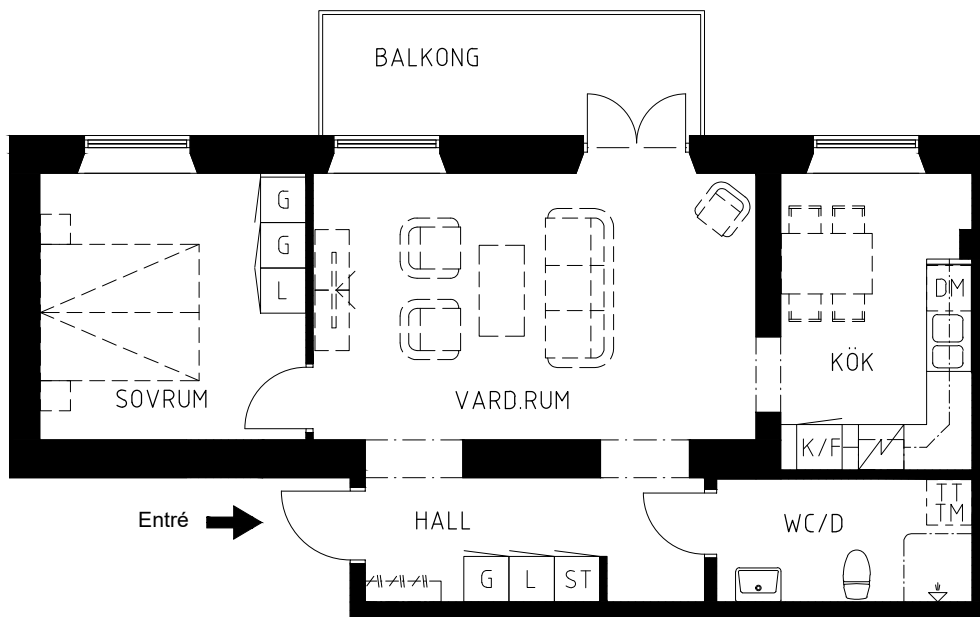 BALKONG
G
G
L
DM
KÖK
SOVRUM
VARD.RUM
K/F
TT
TM
Entré
HALL
WC/D
G
L
ST